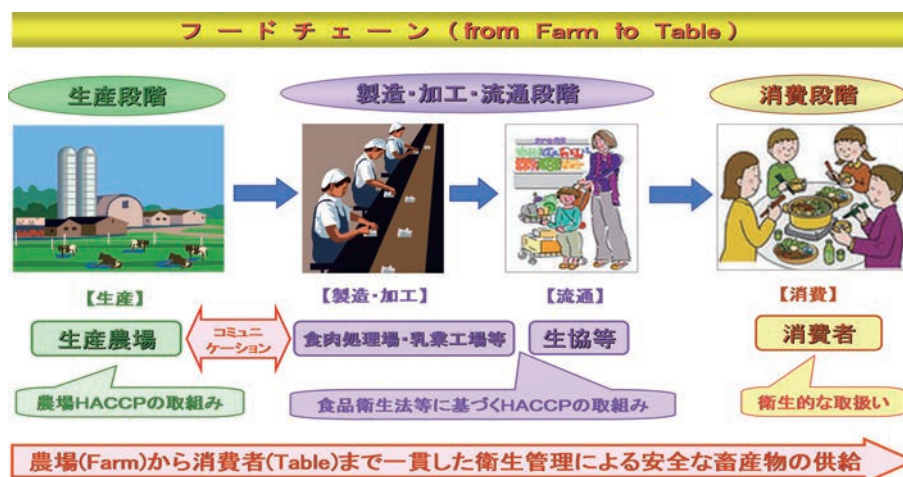 フードチェーン(from Farm to Table)
生産段階
製造・加工・流通段階
消費段階
【生産】
【製造・加工】
【流通】
【消費】
生産農場
コミュニ
ケーション
食肉処理場・乳業工場等
生協等
消費者
農場HACCPの取組み
食品衛生法等に基づくHACCPの取組み
衛生的な取扱い
農場(Farm)から消費者(Table)まで一貫した衛生管理による安全な畜産物の供給